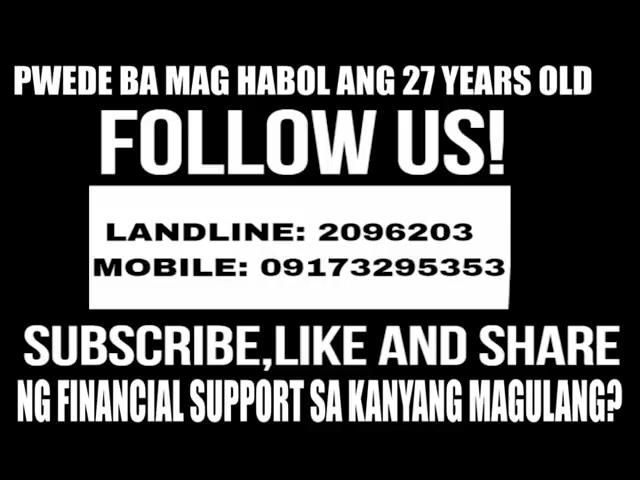 PWEDE BA MAG HABOL ANG 27 YEARS OLD
FOLLOW US!
LANDLINE: 2096203
MOBILE: 09173295353
SUBSCRIBE,LIKE AND SHARE
NG FINANCIAL SUPPORT SA KANYANG MAGULANG?